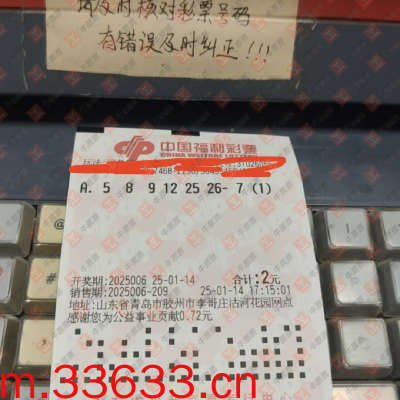 及时核对彩票号码
有错误及时纠正!!!
中国福利彩票
CHINA WELFARE LOTTERY
A. 5 8 9 12 25 26- 7 (1)
开奖期:2025006 25-01-14 合计:2元
销售期:2025006-209 25-01-14 17:15:01
地址:山东省青岛市胶州市李哥庄沽河花园网点
感谢您为公益事业贡献0.72元
m.33633.cn